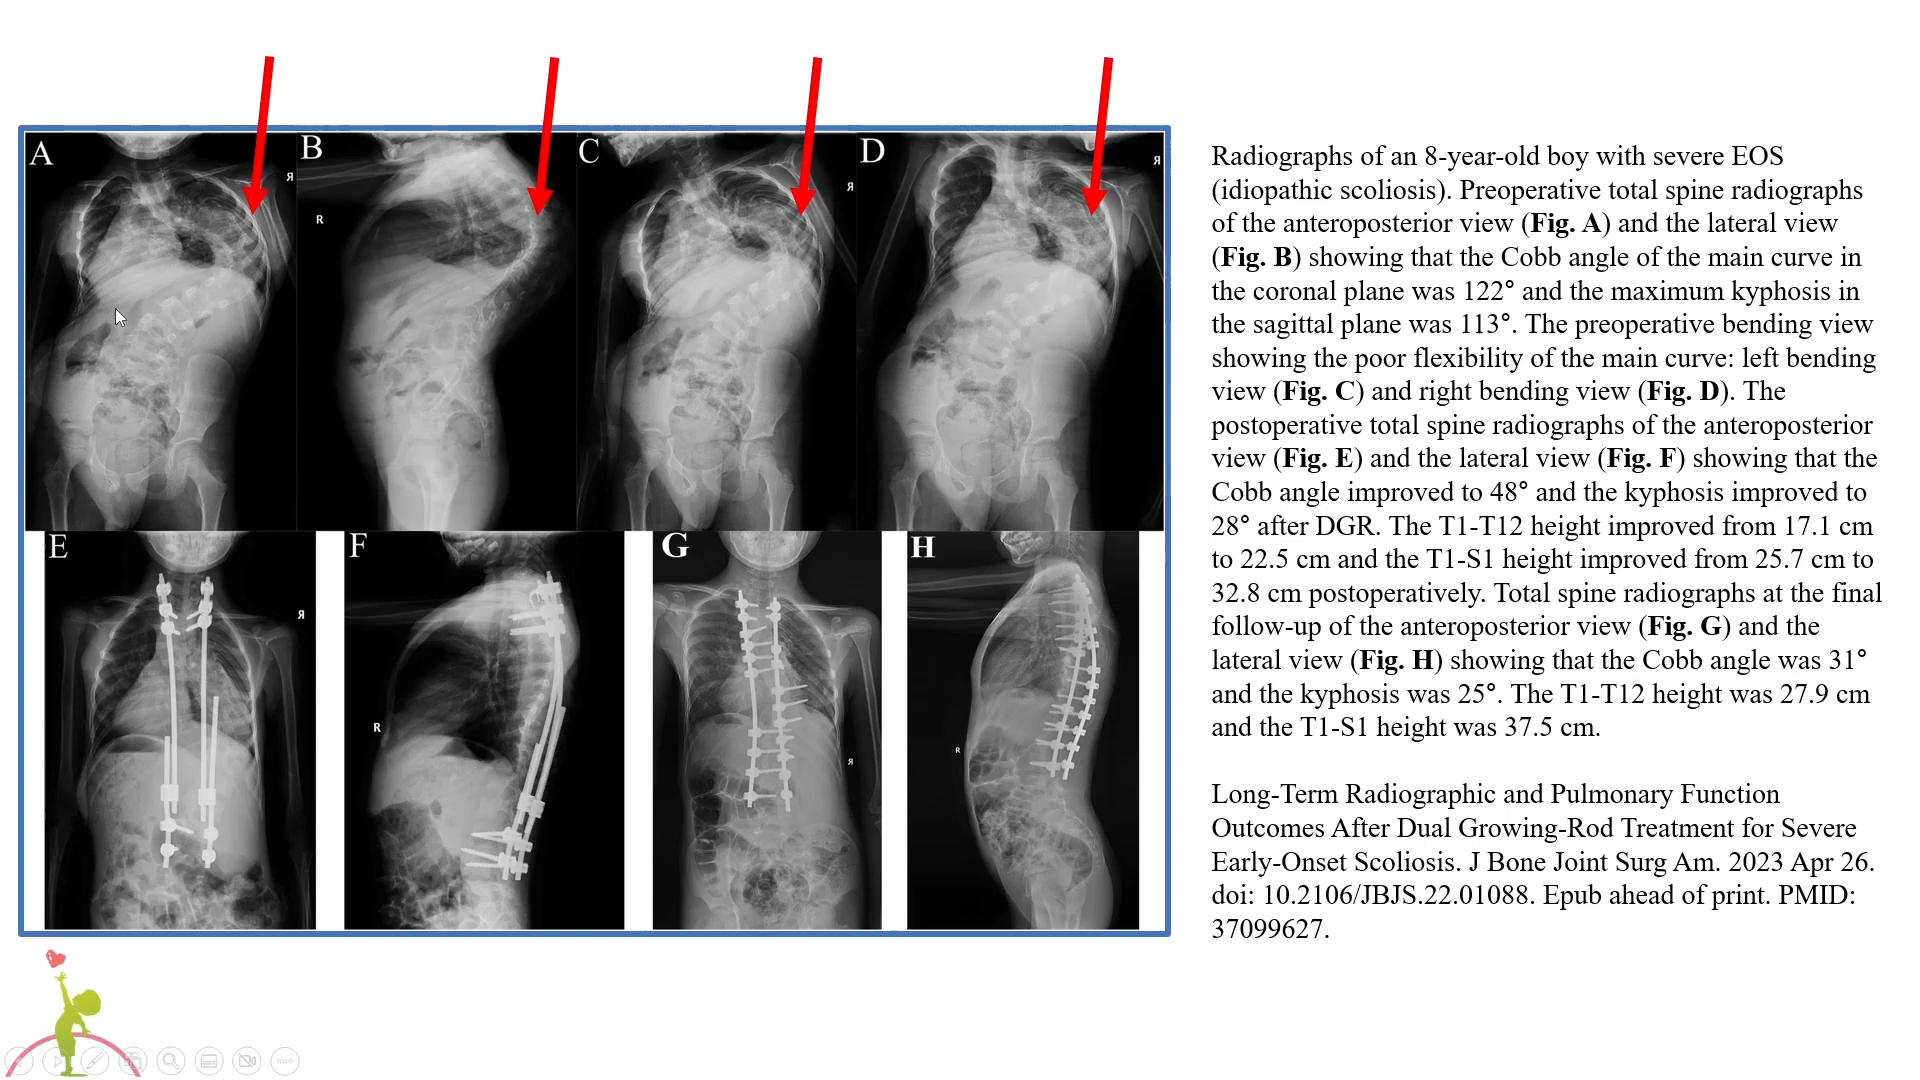 A
B
C
D
R
R
R
R
R
E
F
G
H
R
R
R
R
Radiographs of an 8-year-old boy with severe EOS
(idiopathic scoliosis). Preoperative total spine radiographs
of the anteroposterior view (Fig. A) and the lateral view
(Fig. B) showing that the Cobb angle of the main curve in
the coronal plane was 122° and the maximum kyphosis in
the sagittal plane was 113°. The preoperative bending view
showing the poor flexibility of the main curve: left bending
view (Fig. C) and right bending view (Fig. D). The
postoperative total spine radiographs of the anteroposterior
view (Fig. E) and the lateral view (Fig. F) showing that the
Cobb angle improved to 48° and the kyphosis improved to
28° after DGR. The T1-T12 height improved from 17.1 cm
to 22.5 cm and the T1-S1 height improved from 25.7 cm to
32.8 cm postoperatively. Total spine radiographs at the final
follow-up of the anteroposterior view (Fig. G) and the
lateral view (Fig. H) showing that the Cobb angle was 31°
and the kyphosis was 25°. The T1-T12 height was 27.9 cm
and the T1-S1 height was 37.5 cm.
Long-Term Radiographic and Pulmonary Function
Outcomes After Dual Growing-Rod Treatment for Severe
Early-Onset Scoliosis. J Bone Joint Surg Am. 2023 Apr 26.
doi: 10.2106/JBJS.22.01088. Epub ahead of print. PMID:
37099627.